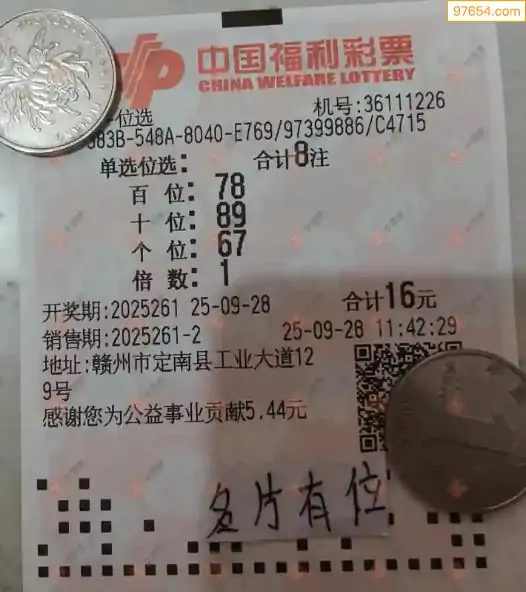 97654.com
中国福利彩票
CHINA WELFARE LOTTERY
位选
机号:36111226
583B-548A-8040-E769/97399886/C4715
单选位选: 合计8注
百 位: 78
十 位: 89
个 位: 67
倍 数: 1
开奖期:2025261 25-09-28 合计16元
销售期:2025261-2 25-09-28 11:42:29
地址:赣州市定南县工业大道12
9号
感谢您为公益事业贡献5.44元
名片有位